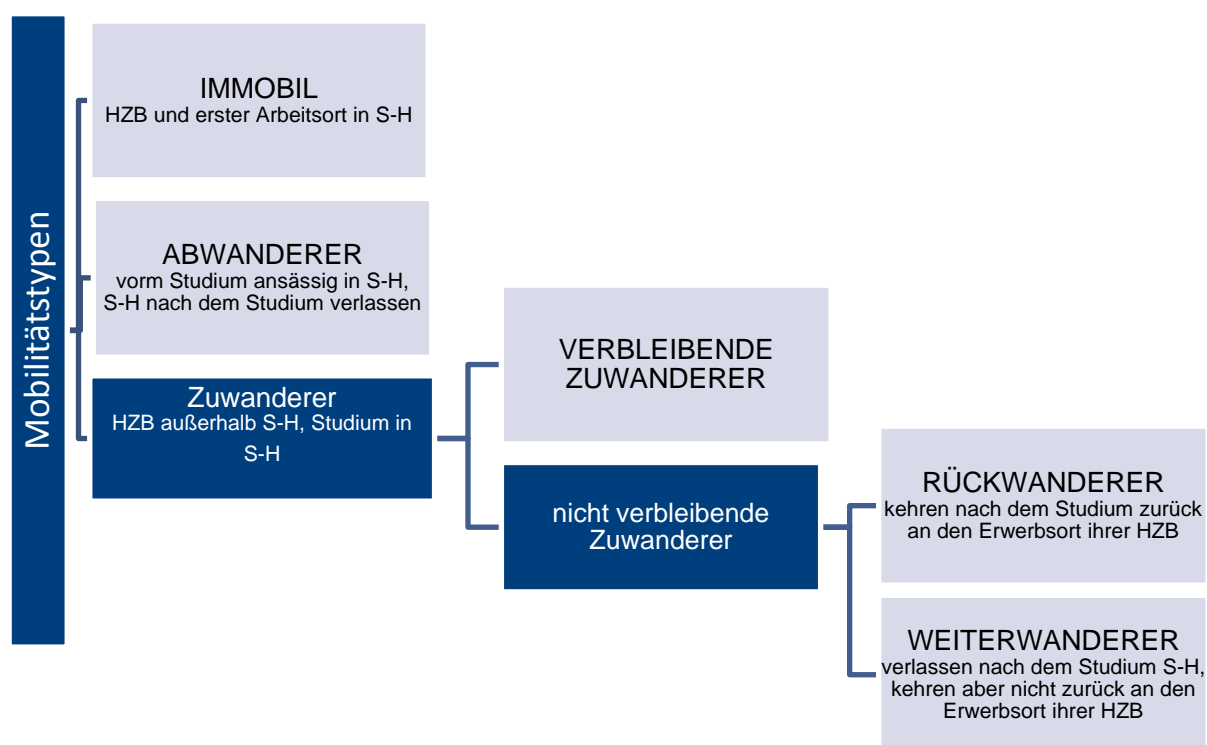 Mobilitätstypen
IMMOBIL
HZB und erster Arbeitsort in S-H
ABWANDERER
vorm Studium ansässig in S-H,
S-H nach dem Studium verlassen
Zuwanderer
HZB außerhalb S-H, Studium in
S-H
VERBLEIBENDE
ZUWANDERER
nicht verbleibende
Zuwanderer
RÜCKWANDERER
kehren nach dem Studium zurück
an den Erwerbsort ihrer HZB
WEITERWANDERER
verlassen nach dem Studium S-H,
kehren aber nicht zurück an den
Erwerbsort ihrer HZB